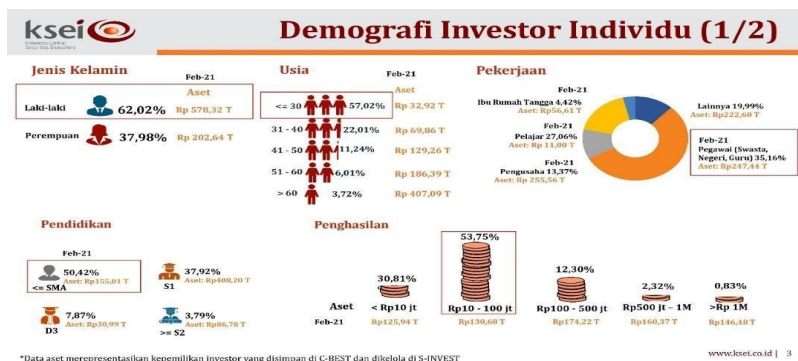 ksei
Indonesia Central
Securities Depository
Demografi Investor Individu (1/2)
Jenis Kelamin
Feb-21
Aset
Laki-laki 62,02% Rp 578,32 T
Perempuan 37,98% Rp 202,64 T
Usia
Feb-21
Aset
<= 30 57,02% Rp 32,92 T
31 - 40 22,01% Rp 69,86 T
41 - 50 11,24% Rp 129,26 T
51 - 60 6,01% Rp 186,39 T
> 60 3,72% Rp 407,09 T
Pekerjaan
Feb-21
Ibu Rumah Tangga 4,42%
Aset: Rp56,61 T
Feb-21
Pelajar 27,06%
Aset: Rp 11,00 T
Feb-21
Pengusaha 13,37%
Aset: Rp 255,56 T
Lainnya 19,99%
Aset: Rp222,60 T
Feb-21
Pegawai (Swasta,
Negeri, Guru) 35,16%
Aset: Rp247,44 T
Pendidikan
Feb-21
50,42%
Aset: Rp155,01 T
<= SMA
37,92%
Aset: Rp408,20 T
S1
7,87%
Aset: Rp30,99 T
D3
3,79%
Aset: Rp86,78 T
>= S2
Penghasilan
30,81% 53,75% 12,30% 2,32% 0,83%
Aset < Rp10 jt Rp10 - 100 jt Rp100 - 500 jt Rp500 jt – 1M >Rp 1M
Feb-21 Rp125,94 T Rp130,68 T Rp174,22 T Rp160,37 T Rp146,48 T
*Data aset merepresentasikan kepemilikan investor yang disimpan di C-BEST dan dikelola di S-INVEST
www.ksei.co.id | 3